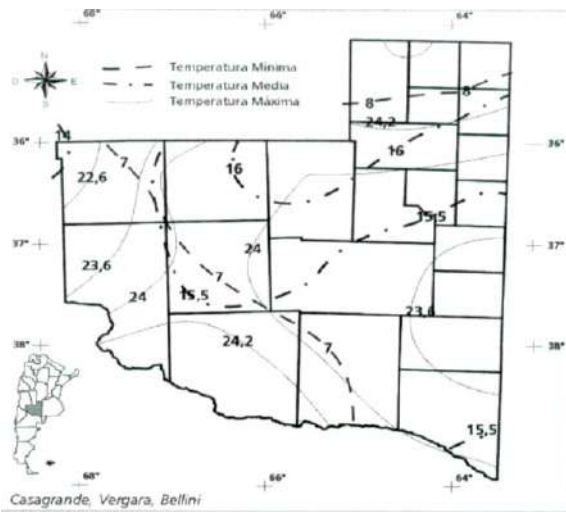 68° 66° 64°
N
O E
S
Temperatura Mínima
Temperatura Media
Temperatura Máxima
8 8
24,2
14
36° 36°
16
7 16
22,6
15,5
37° 24 37°
23,6
7
24 15,5
23,6
24,2 7
38° 38°
15,5
68° 66° 64°
Casagrande, Vergara, Bellini